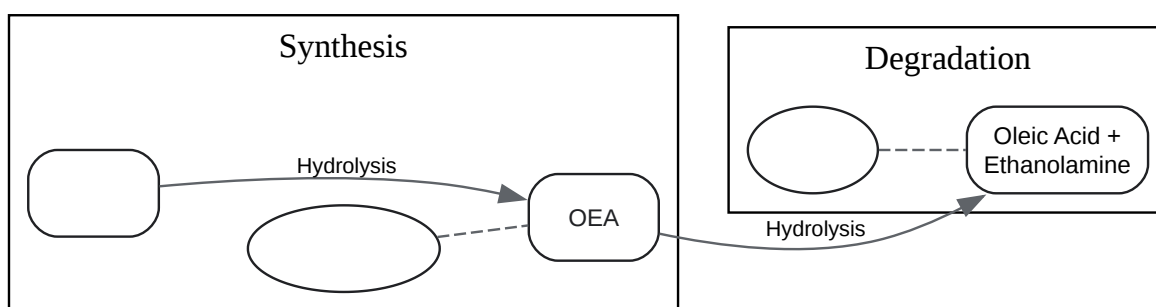 Synthesis
Hydrolysis
OEA
Degradation
Oleic Acid +
Ethanolamine
Hydrolysis